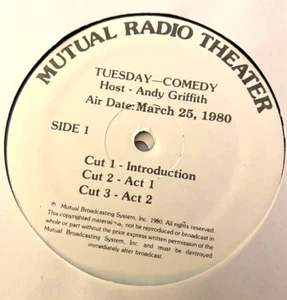 MUTUAL RADIO THEATER
TUESDAY—COMEDY
Host - Andy Griffith
Air Date: March 25, 1980
SIDE 1
Cut 1 - Introduction
Cut 2 - Act 1
Cut 3 - Act 2
℗ Mutual Broadcasting System, Inc. 1980. All rights reserved.
This copyrighted material may not be reproduced or broadcast in
whole or part without the prior express written permission of the
Mutual Broadcasting System, Inc. and must be destroyed
immediately after broadcast.